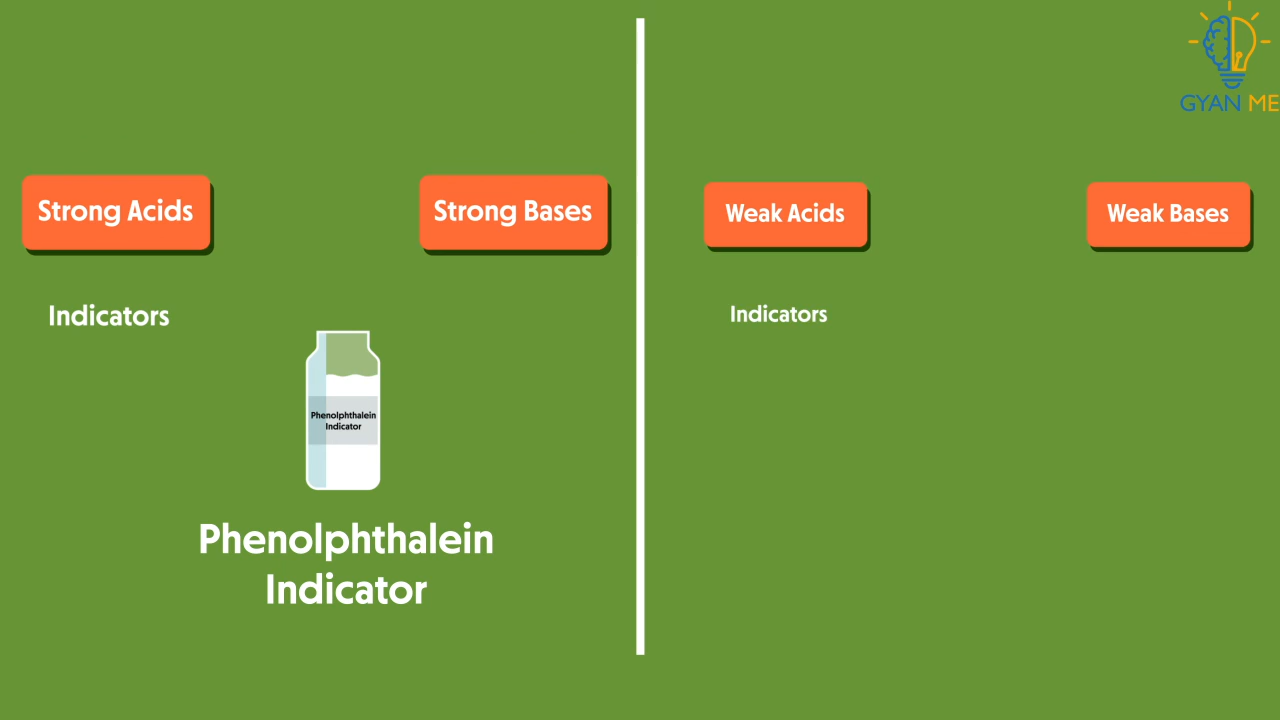 GYAN ME
Strong Acids
Strong Bases
Weak Acids
Weak Bases
Indicators
Indicators
Phenolphthalein
Indicator
Phenolphthalein
Indicator